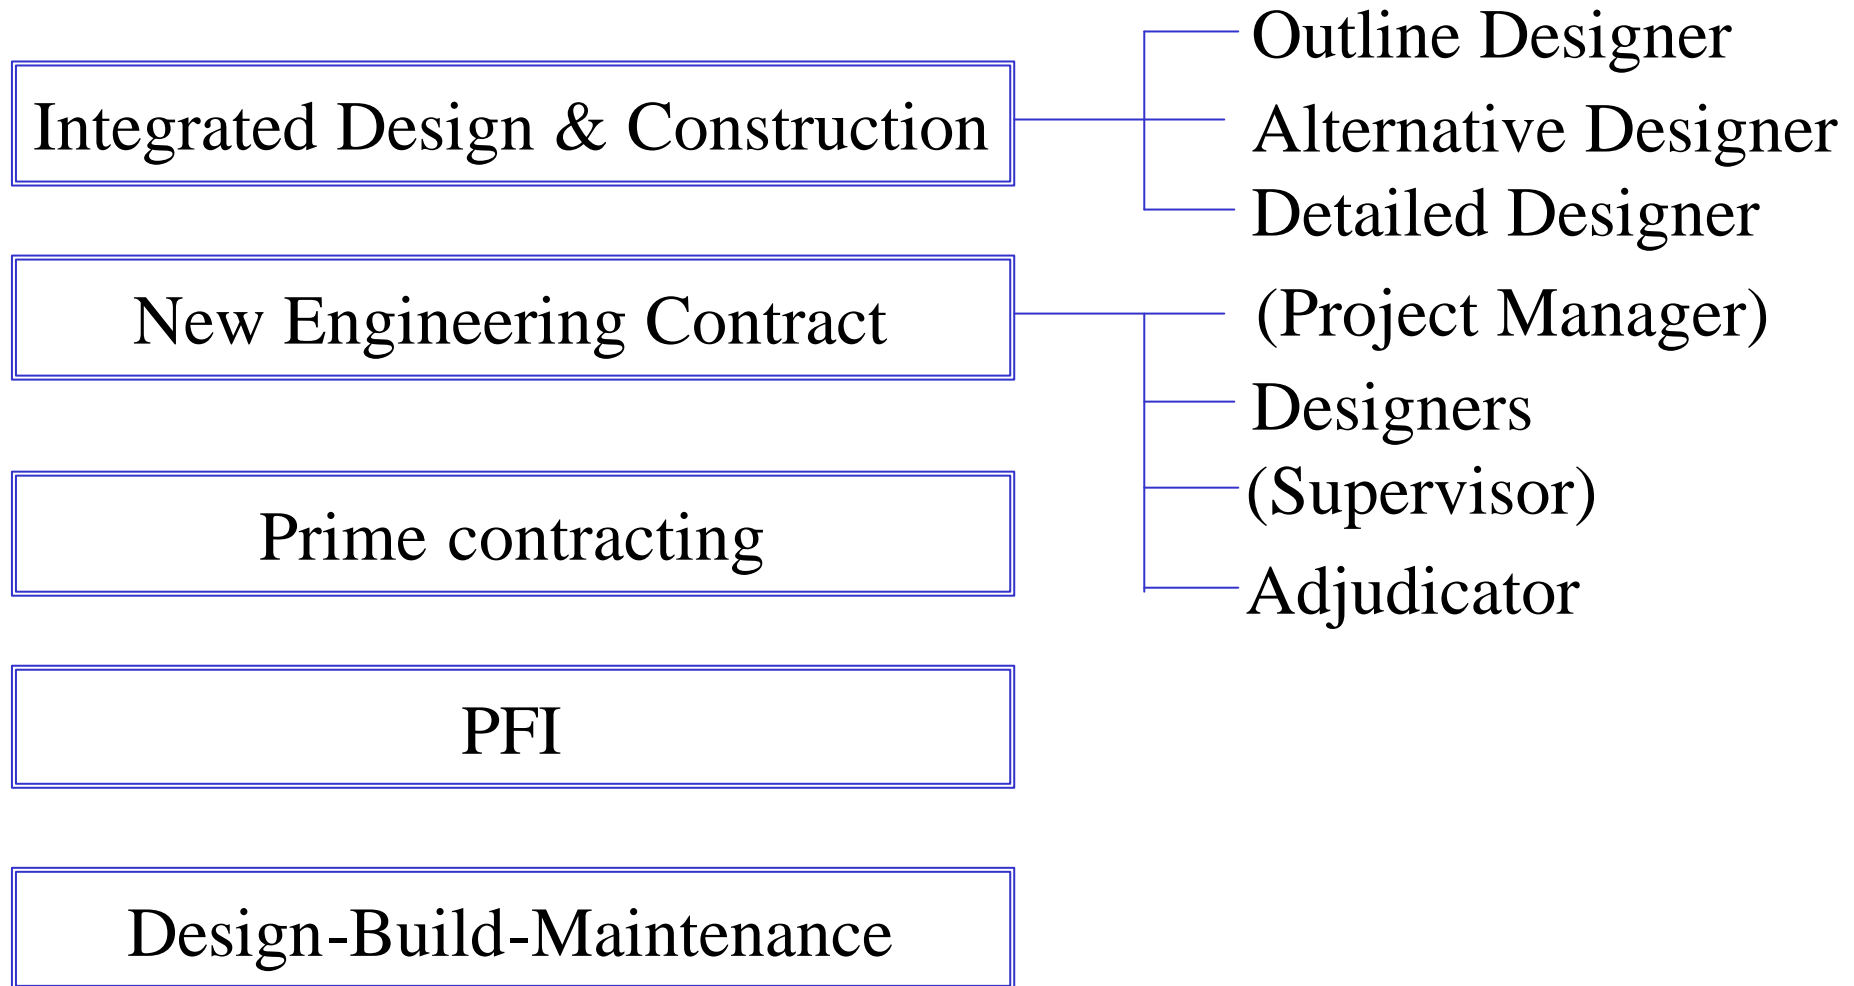 Integrated Design & Construction
Outline Designer
Alternative Designer
Detailed Designer
New Engineering Contract
(Project Manager)
Designers
(Supervisor)
Adjudicator
Prime contracting
PFI
Design-Build-Maintenance